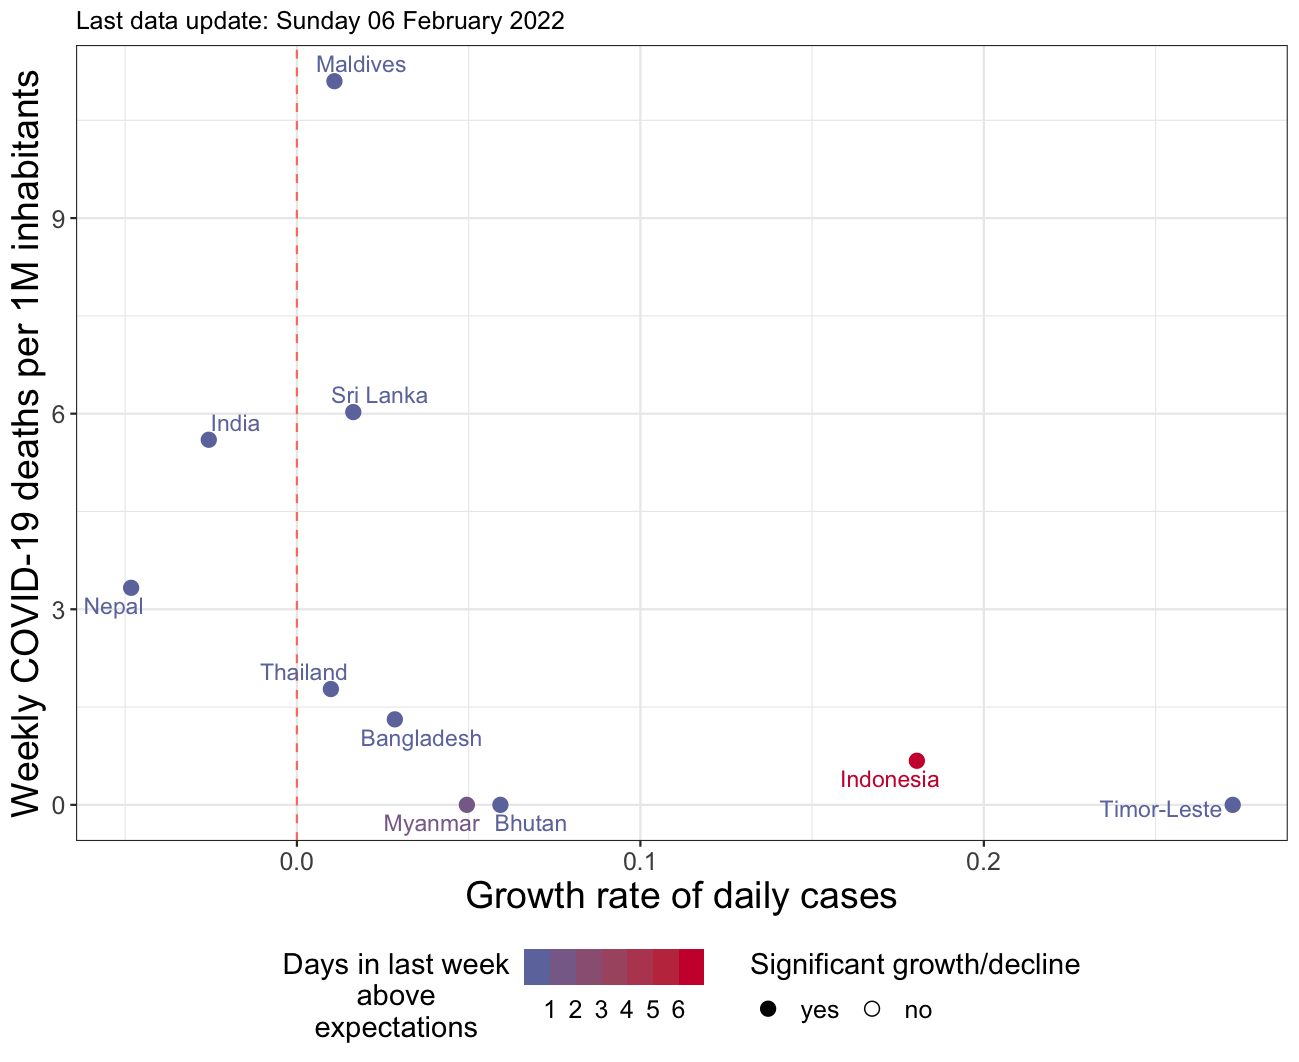 Last data update: Sunday 06 February 2022
Weekly COVID-19 deaths per 1M inhabitants
Maldives
9
Sri Lanka
6
India
Nepal
3
Thailand
Bangladesh
Indonesia
0
Myanmar
Bhutan
Timor-Leste
0.0
0.1
0.2
Growth rate of daily cases
Days in last week
above
expectations
1 2 3 4 5 6
Significant growth/decline
yes
no